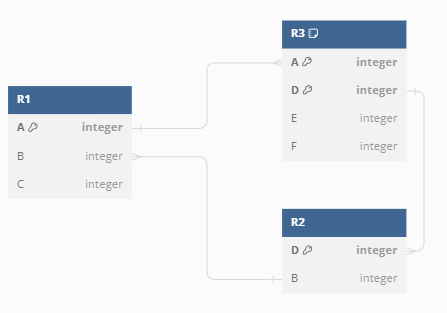 R1
A integer
B integer
C integer
R3
A integer
D integer
E integer
F integer
R2
D integer
B integer